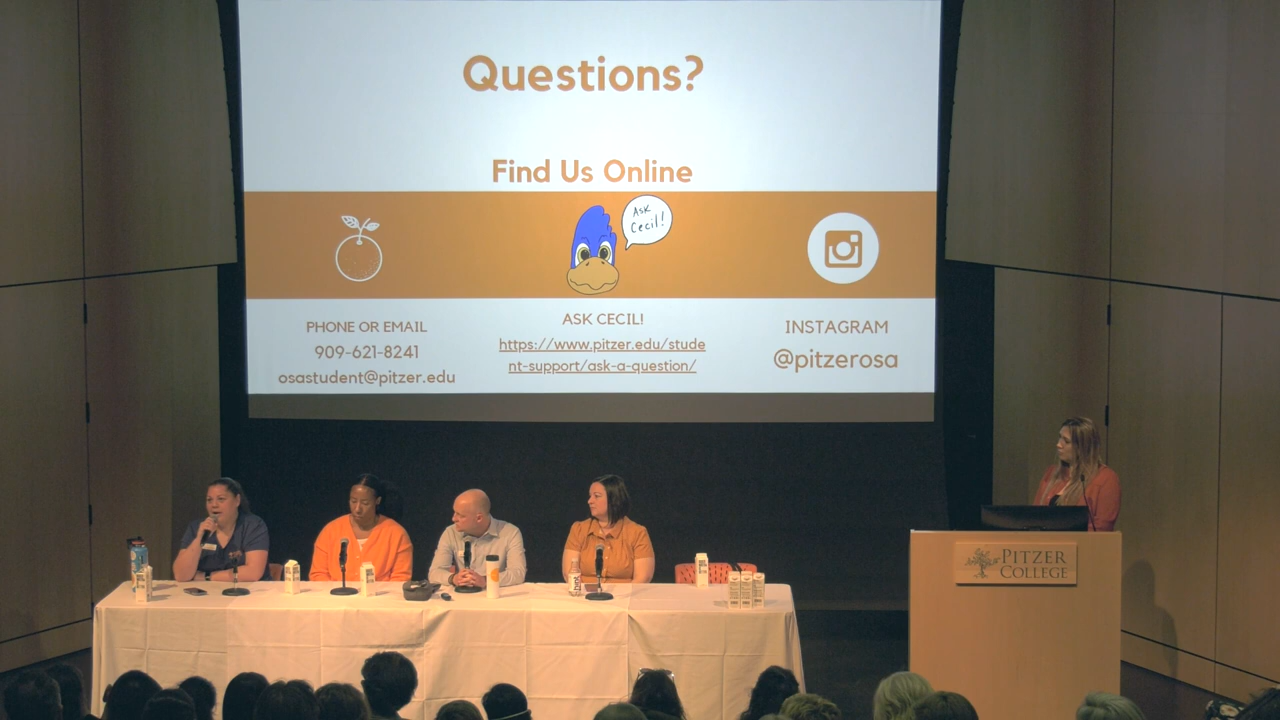 Questions?
Find Us Online
Ask
Cecil!
PHONE OR EMAIL
909-621-8241
osastudent@pitzer.edu
ASK CECIL!
https://www.pitzer.edu/stude
nt-support/ask-a-question/
INSTAGRAM
@pitzerosa
PITZER
COLLEGE